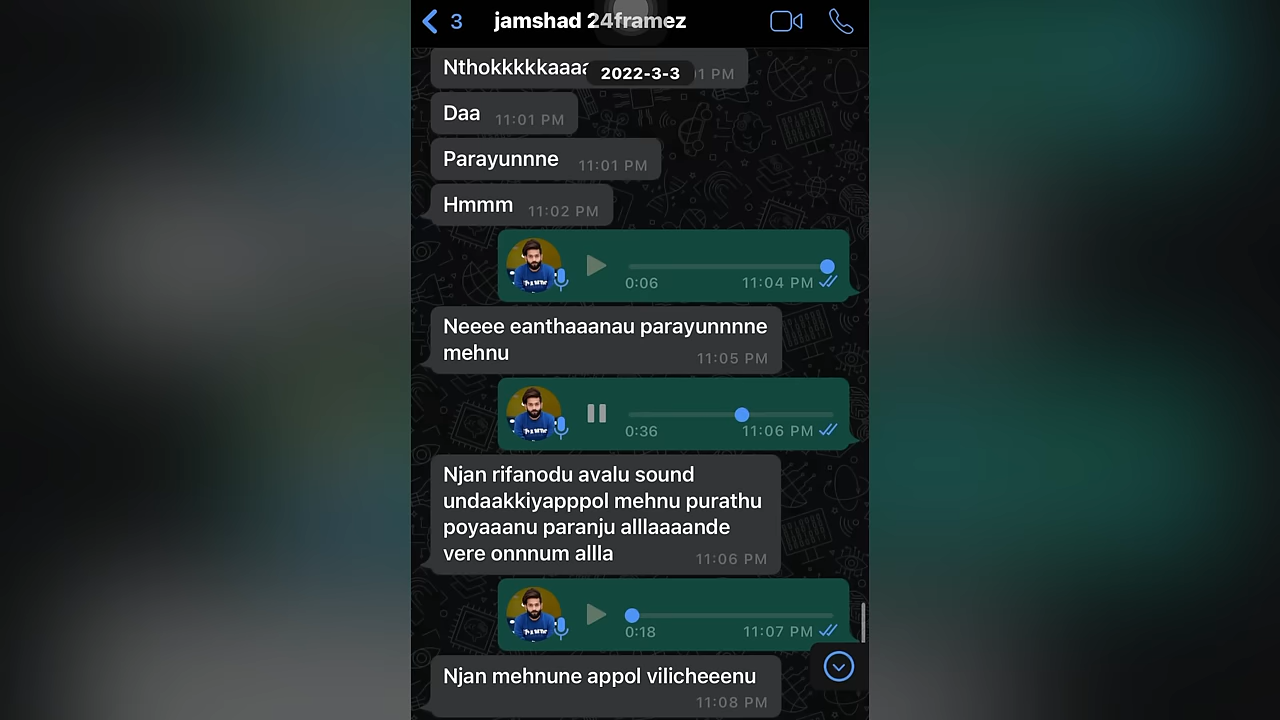 3 jamshad 24framez
2022-3-3
Daa 11:01 PM
Parayunnne 11:01 PM
Hmmm 11:02 PM
0:06 11:04 PM
Neeee eanthaaanau parayunnnne
mehnu 11:05 PM
0:36 11:06 PM
Njan rifanodu avalu sound
undaakkiyapppol mehnu purathu
poyaaanu paranju alllaaaande
vere onnnum allla 11:06 PM
0:18 11:07 PM
Njan mehnune appol vilicheeenu
11:08 PM